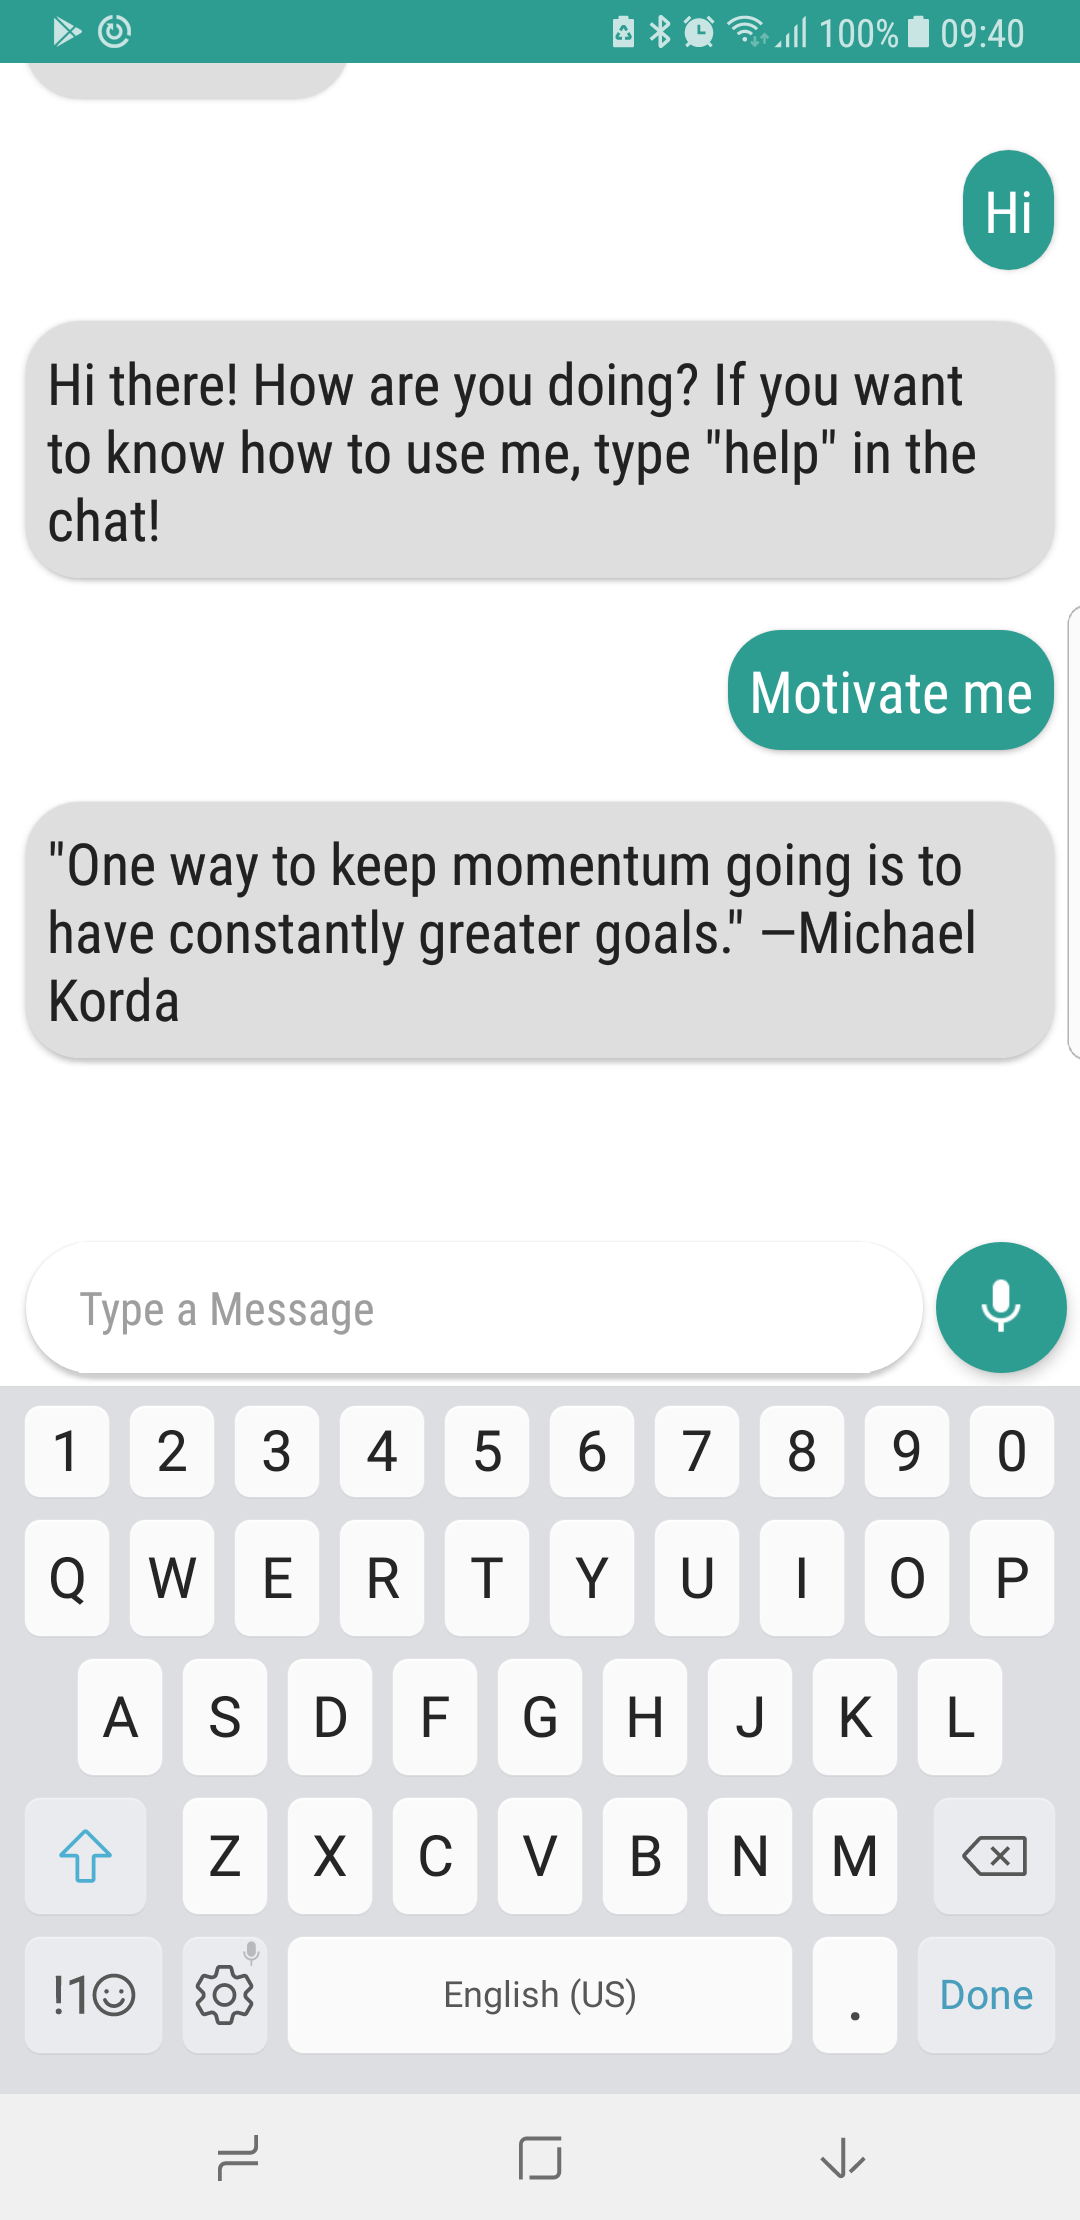 100% 09:40
Hi
Hi there! How are you doing? If you want
to know how to use me, type "help" in the
chat!
Motivate me
"One way to keep momentum going is to
have constantly greater goals." —Michael
Korda
Type a Message
1 2 3 4 5 6 7 8 9 0
Q W E R T Y U I O P
A S D F G H J K L
Z X C V B N M
!1☺ English (US) . Done